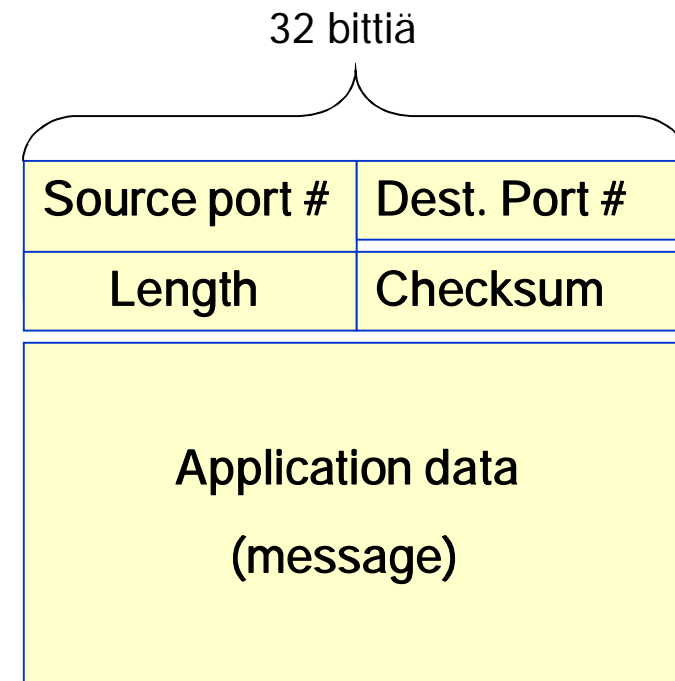 32 bittiä
Source port # Dest. Port #
Length Checksum
Application data
(message)